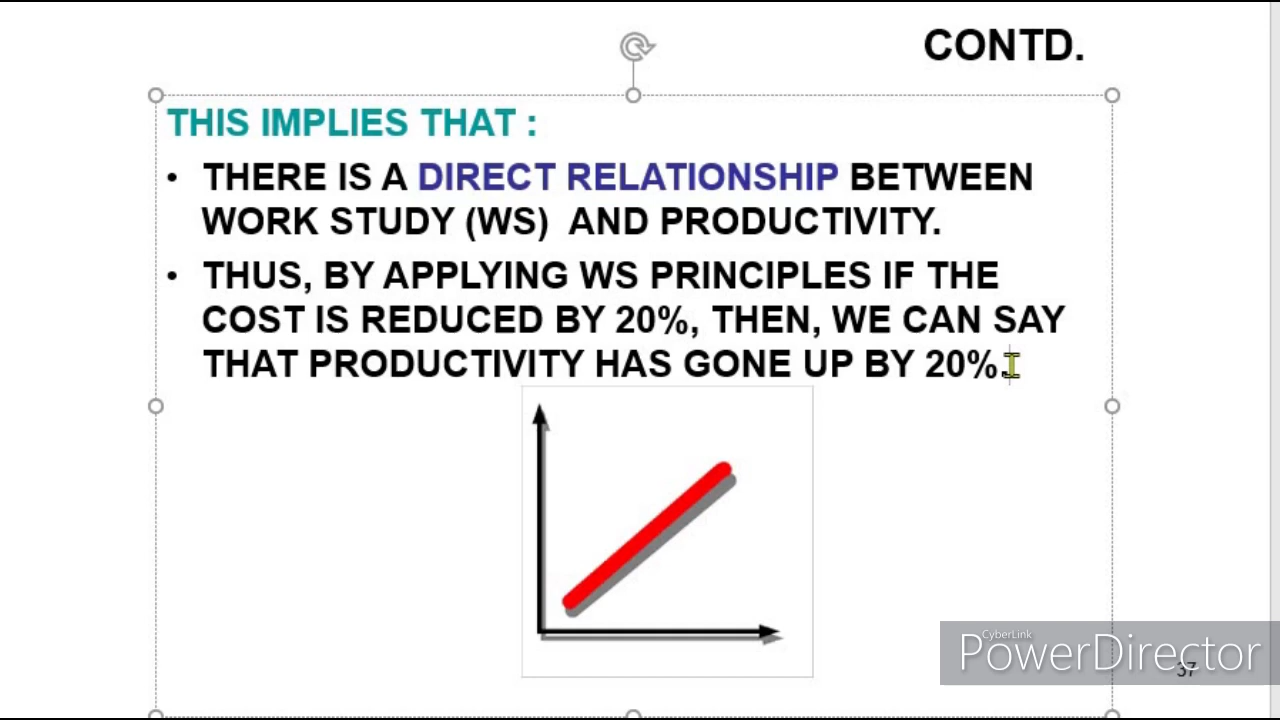 CONTD.
THIS IMPLIES THAT :
• THERE IS A DIRECT RELATIONSHIP BETWEEN
WORK STUDY (WS) AND PRODUCTIVITY.
• THUS, BY APPLYING WS PRINCIPLES IF THE
COST IS REDUCED BY 20%, THEN, WE CAN SAY
THAT PRODUCTIVITY HAS GONE UP BY 20%.
CyberLink
PowerDirector
37